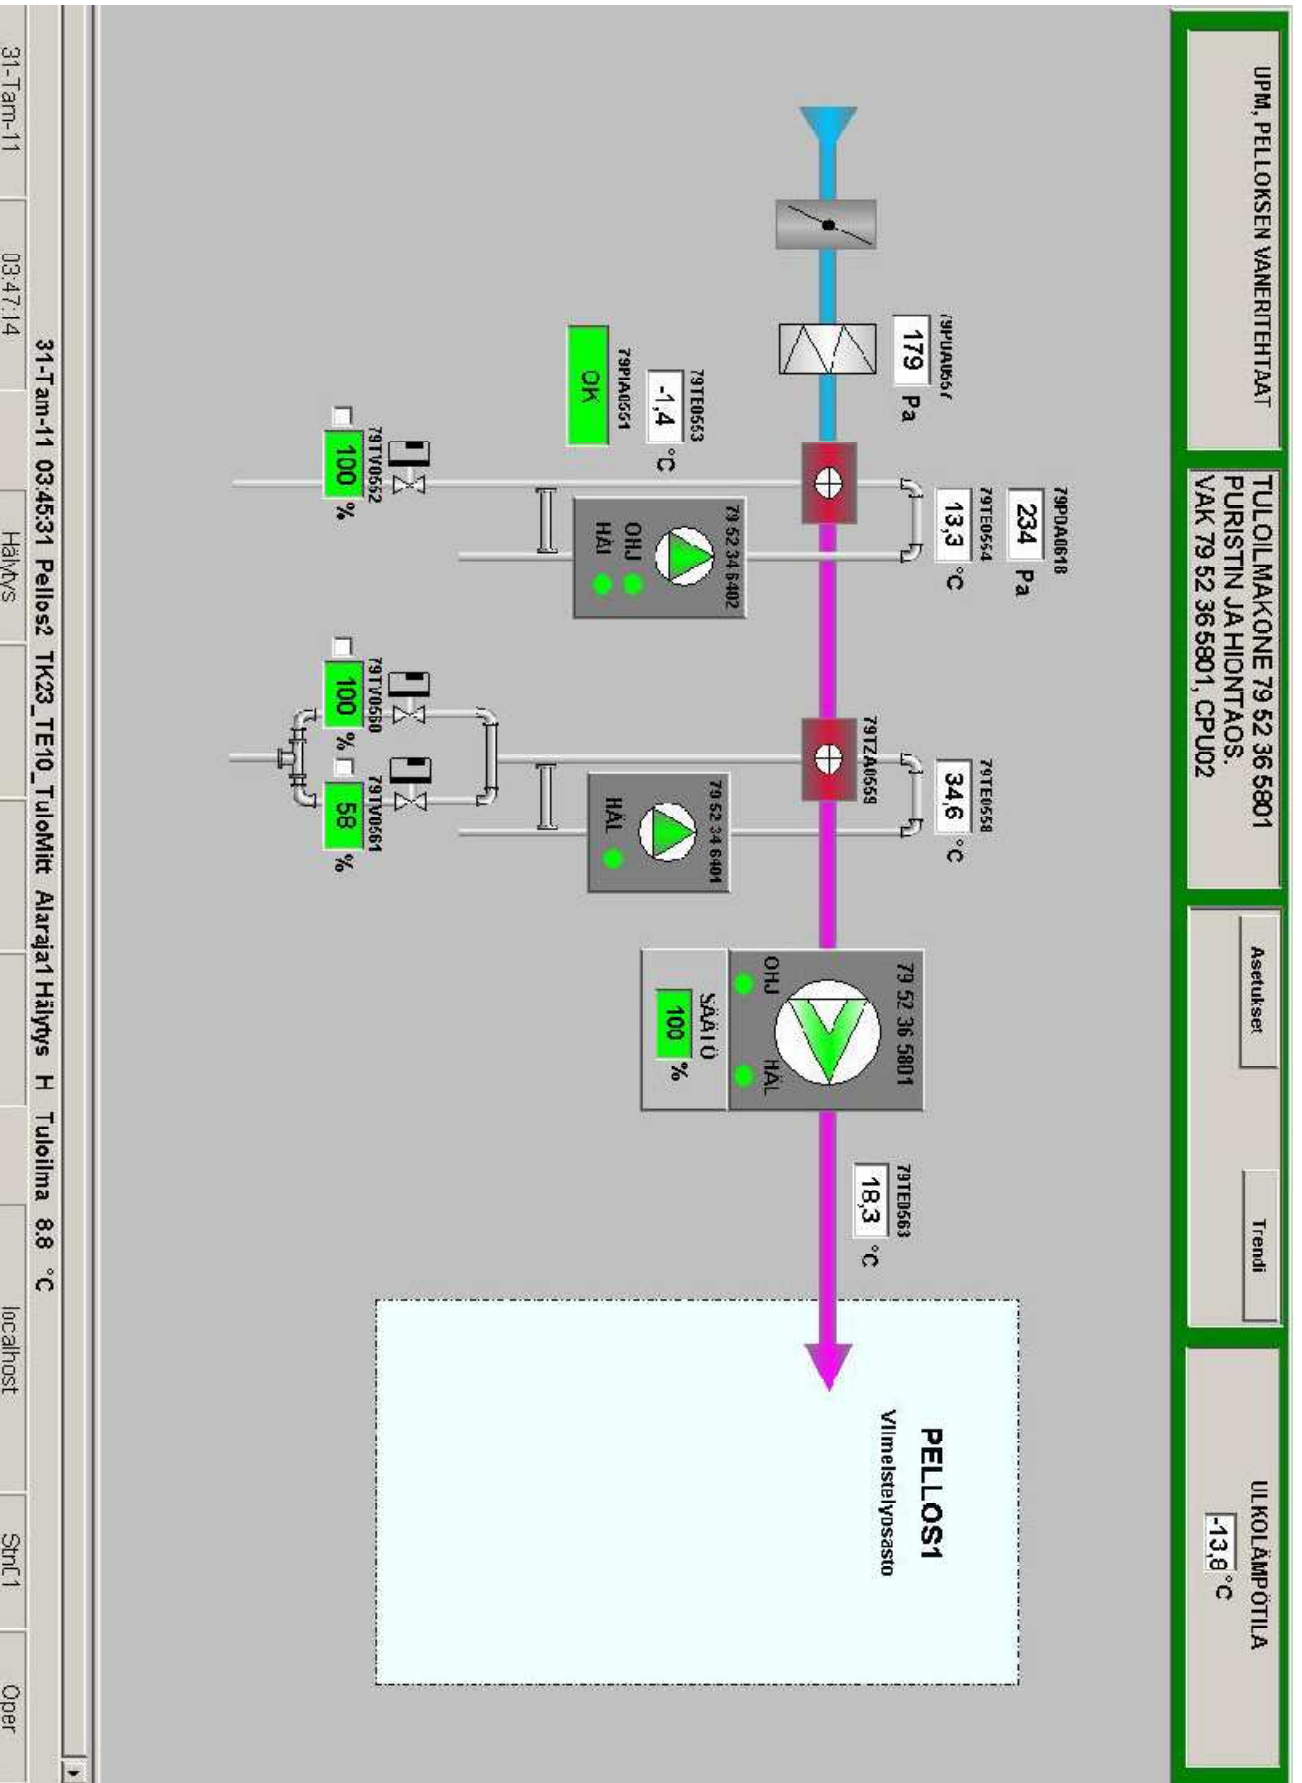 UPM, PELLOKSEN VANERITEHTAAT
TULOILMAKONE 79 52 36 5801
PURISTIN JA HIONTAOS.
VAK 79 52 36 5801, CPU02
Asetukset
Trendi
ULKOLÄMPÖTILA
-13,8 °C
79PDA0557
179 Pa
79PDA0618
234 Pa
79TE0554
13,3 °C
79TE0558
34,6 °C
79TZA0559
79TE0553
-1,4 °C
79PIA0551
OK
79 52 34 6402
OHJ
HÄL
79 52 34 6401
HÄL
79 52 36 5801
OHJ HÄL
SÄÄTÖ
100 %
79TE0563
18,3 °C
PELLOS1
Viimeistelyosasto
79TV0552
100 %
79TV0560
100 %
79TV0561
58 %
31-Tam-11 03:45:31 Pellos2 TK23_TE10_TuloMitt Alaraja1 Hälytys H Tuloilma 8.8 °C
31-Tam-11 03:47:14 Hälytys localhost Stn01 Oper